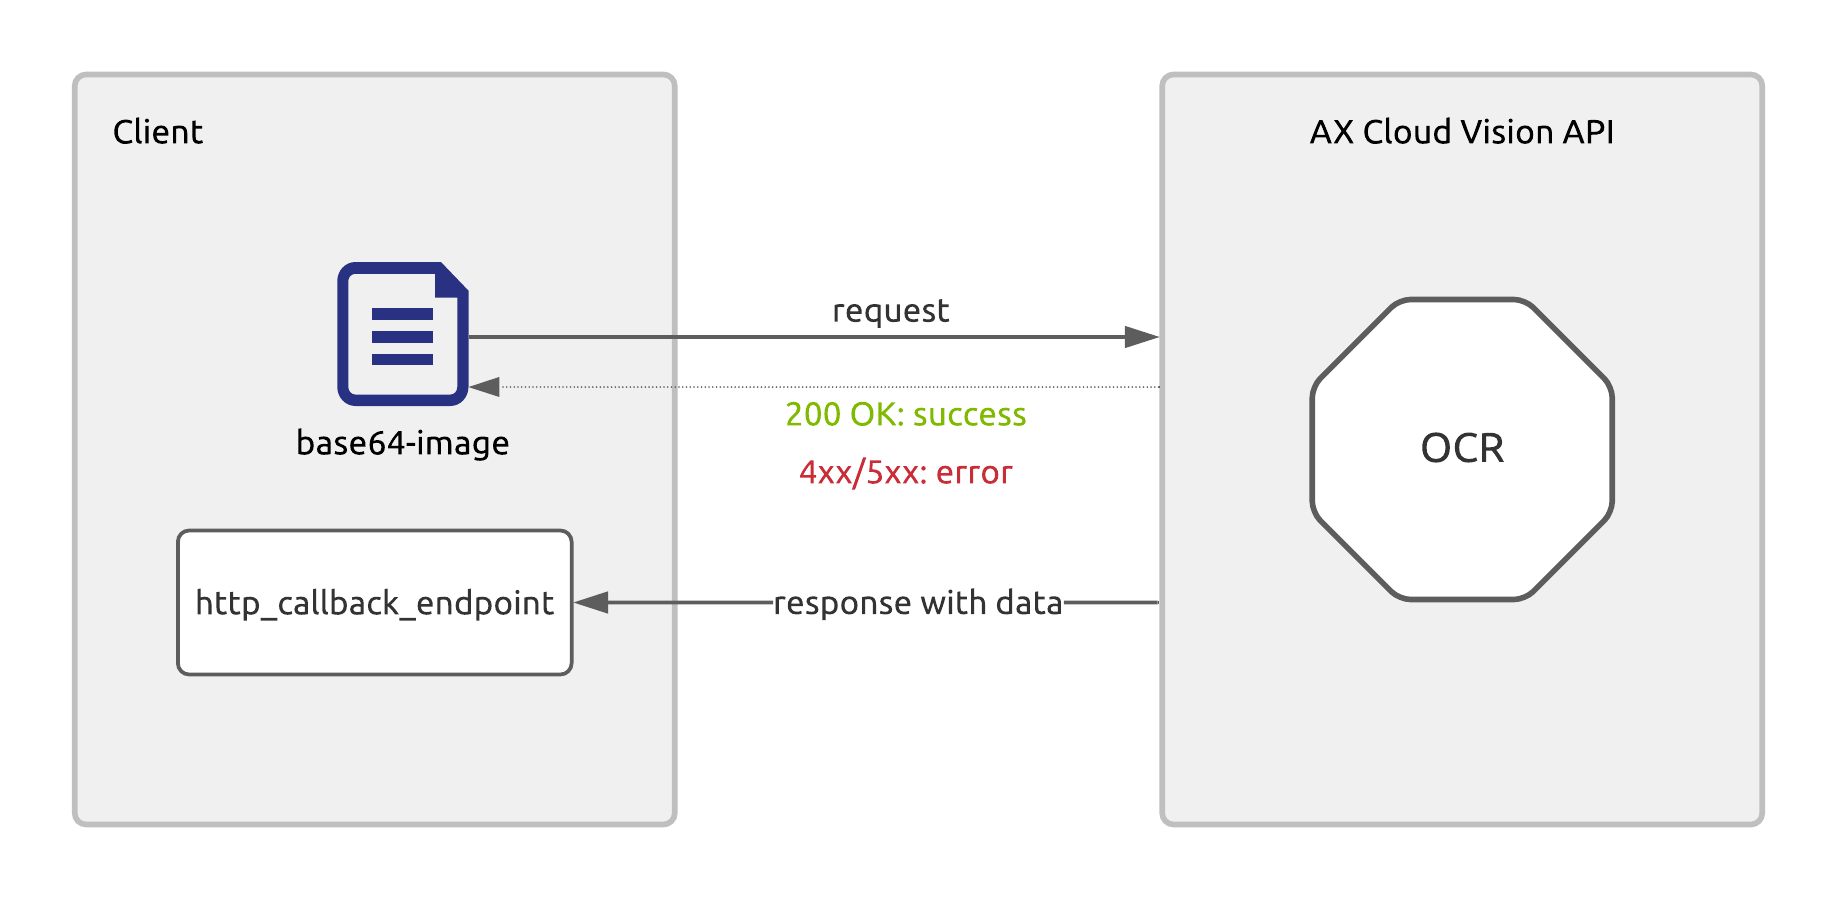 Client
AX Cloud Vision API
request
200 OK: success
base64-image
4xx/5xx: error
OCR
http_callback_endpoint
response with data